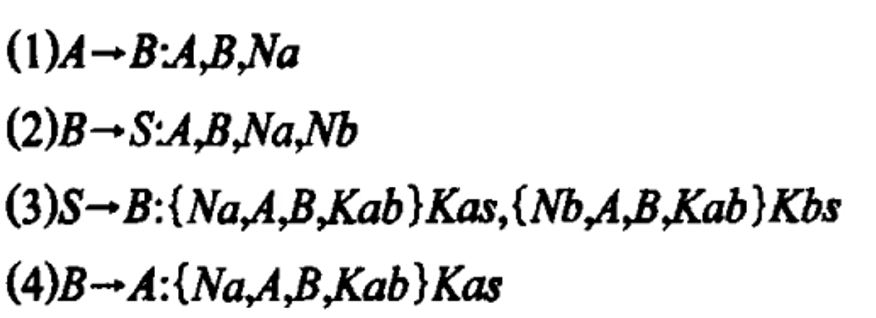 (1)A→B:A,B,Na
(2)B→S:A,B,Na,Nb
(3)S→B:{Na,A,B,Kab}Kas,{Nb,A,B,Kab}Kbs
(4)B→A:{Na,A,B,Kab}Kas